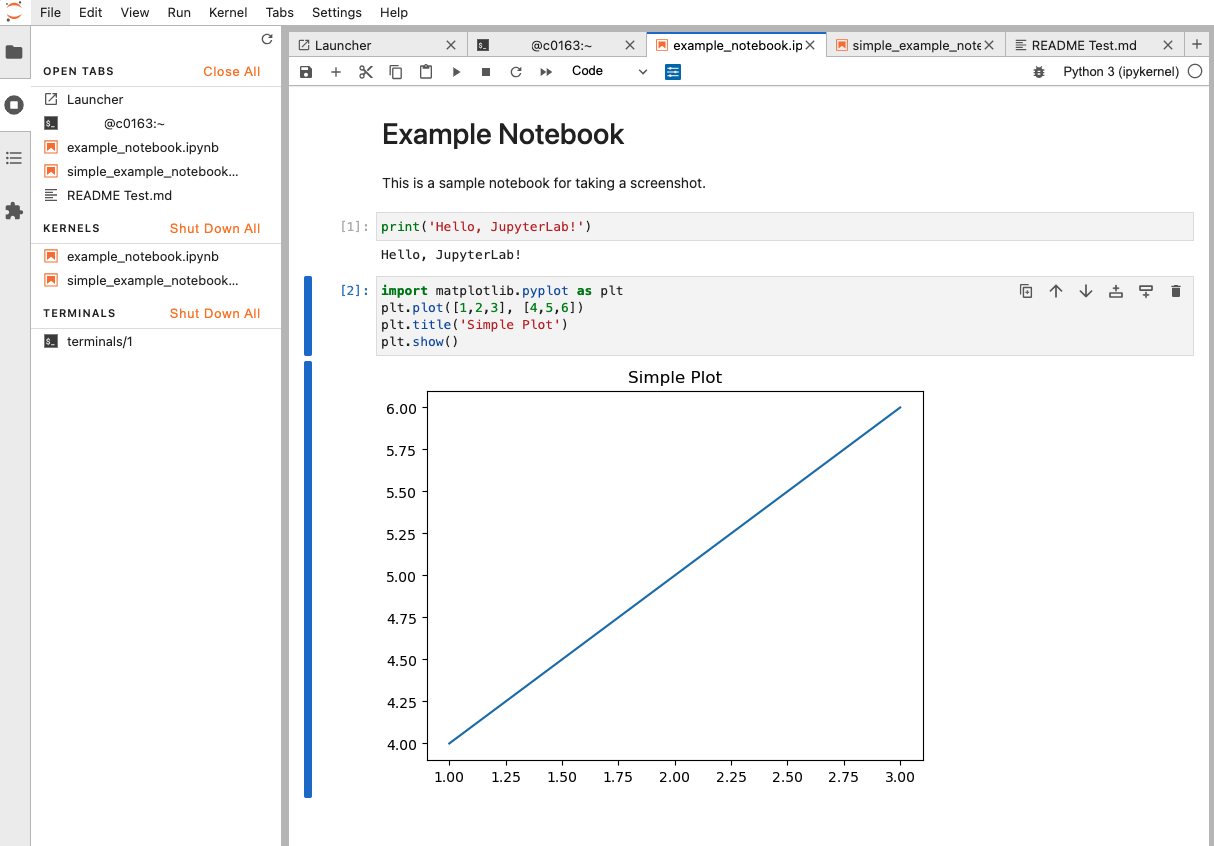 File Edit View Run Kernel Tabs Settings Help
OPEN TABS Close All
Launcher
@c0163:~
example_notebook.ipynb
simple_example_notebook...
README Test.md
KERNELS Shut Down All
example_notebook.ipynb
simple_example_notebook...
TERMINALS Shut Down All
terminals/1
Launcher @c0163:~ example_notebook.ip simple_example_note README Test.md
Code Python 3 (ipykernel)
Example Notebook
This is a sample notebook for taking a screenshot.
[1]: print('Hello, JupyterLab!')
Hello, JupyterLab!
[2]: import matplotlib.pyplot as plt
plt.plot([1,2,3], [4,5,6])
plt.title('Simple Plot')
plt.show()
Simple Plot
6.00
5.75
5.50
5.25
5.00
4.75
4.50
4.25
4.00
1.00 1.25 1.50 1.75 2.00 2.25 2.50 2.75 3.00